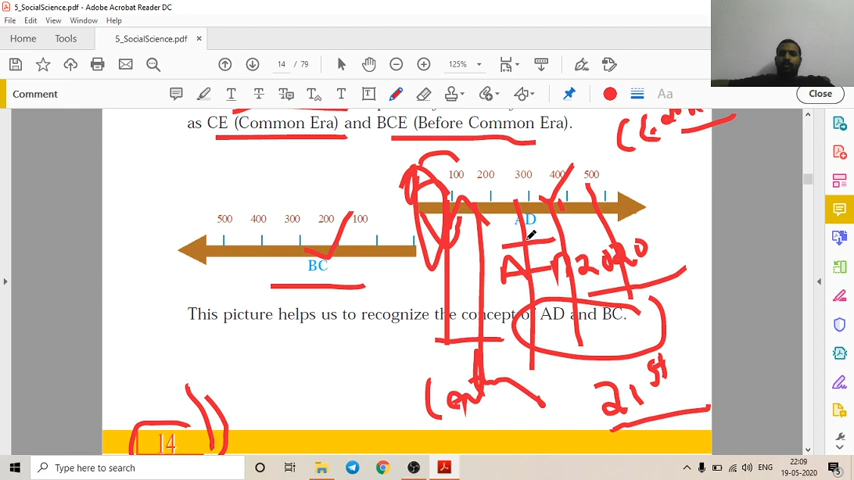 5_SocialScience.pdf - Adobe Acrobat Reader DC
File Edit View Window Help
Home Tools 5_SocialScience.pdf ×
14 / 79 125%
Comment Aa Close
as CE (Common Era) and BCE (Before Common Era).
100 200 300 400 500
AD
500 400 300 200 100
BC
A D 2020
This picture helps us to recognize the concept of AD and BC.
21st
14
Type here to search
ENG 22:09 19-05-2020 5